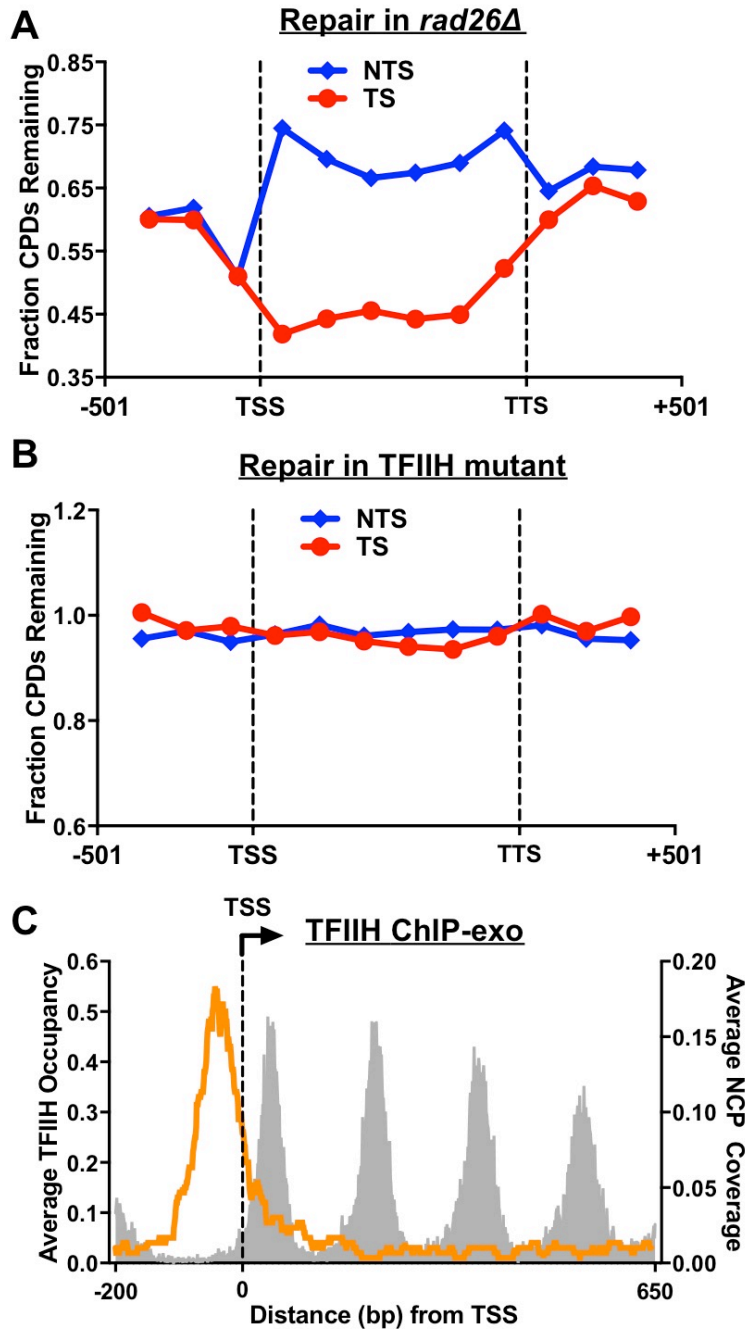 A
Repair in rad26Δ
NTS
TS
Fraction CPDs Remaining
0.85
0.75
0.65
0.55
0.45
0.35
-501
TSS
TTS
+501
B
Repair in TFIIH mutant
NTS
TS
Fraction CPDs Remaining
1.2
1.0
0.8
0.6
-501
TSS
TTS
+501
C
TSS
TFIIH ChIP-exo
Average TFIIH Occupancy
0.6
0.5
0.4
0.3
0.2
0.1
0.0
0.20
0.15
0.10
0.05
0.00
Average NCP Coverage
-200
0
650
Distance (bp) from TSS